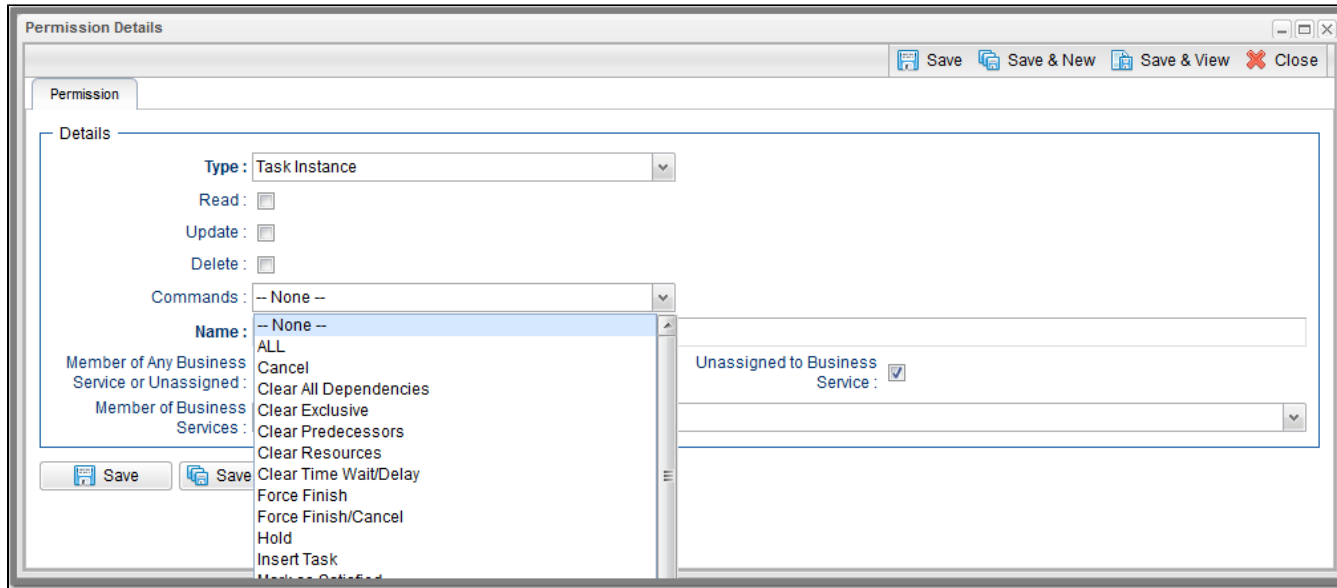 Permission Details
Save Save & New Save & View Close
Permission
Details
Type : Task Instance
Read :
Update :
Delete :
Commands : -- None --
Name :
-- None --
ALL
Member of Any Business
Service or Unassigned :
Cancel
Unassigned to Business
Service :
Clear All Dependencies
Member of Business
Services :
Clear Exclusive
Clear Predecessors
Clear Resources
Save
Save
Clear Time Wait/Delay
Force Finish
Force Finish/Cancel
Hold
Insert Task